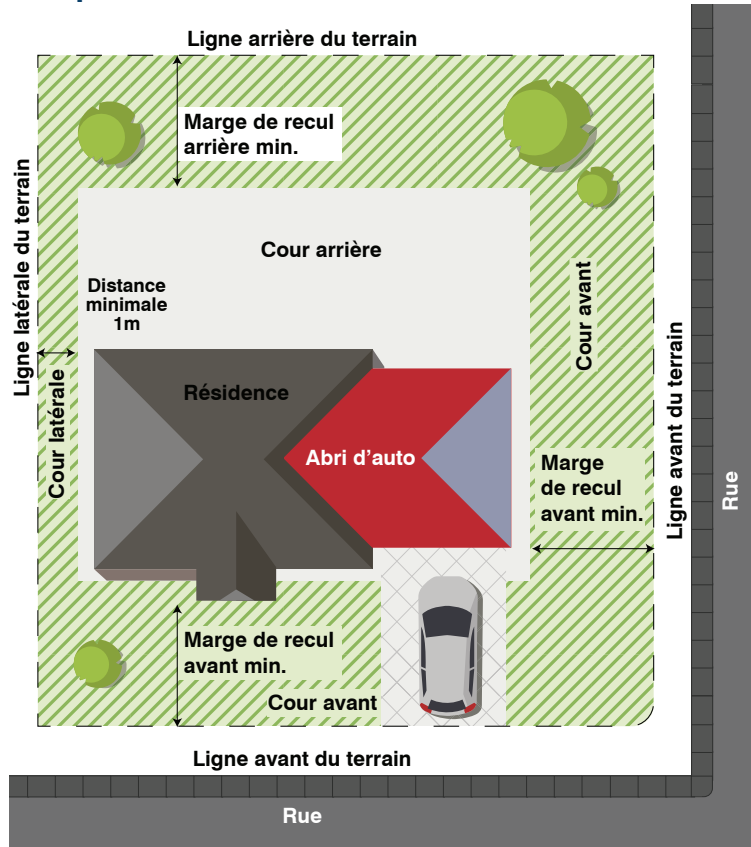 Ligne arrière du terrain
Marge de recul
arrière min.
Ligne latérale du terrain
Cour arrière
Distance
minimale
1m
Cour avant
Ligne avant du terrain
Cour latérale
Résidence
Abri d’auto
Marge
de recul
avant min.
Rue
Marge de recul
avant min.
Cour avant
Ligne avant du terrain
Rue